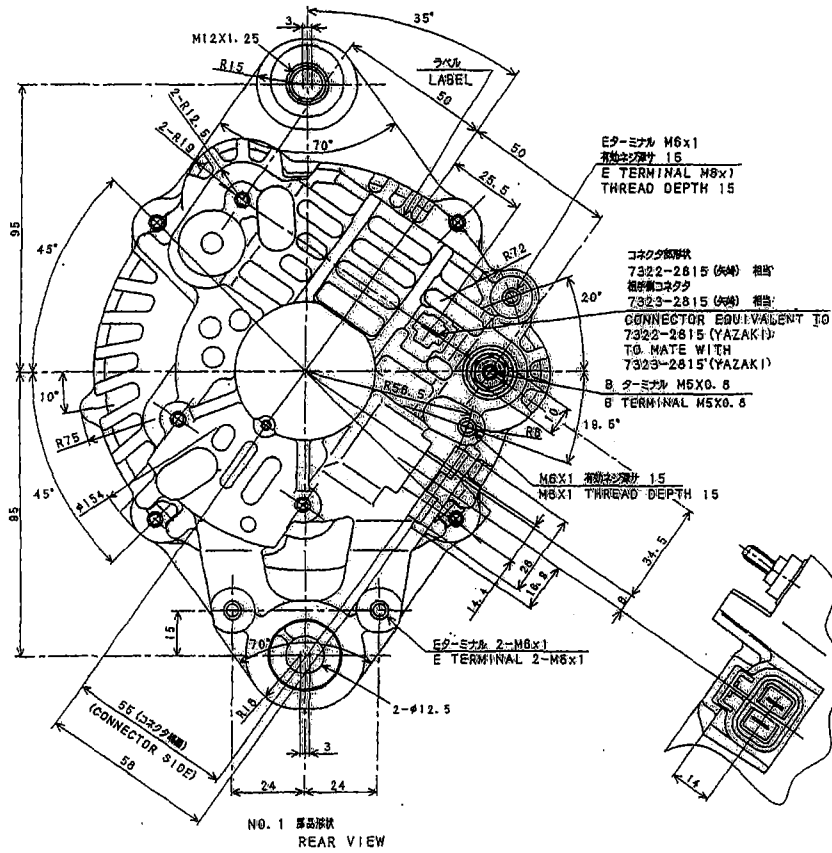 3
35°
M12X1.25
R15
ラベル
LABEL
50
50
2-R12.5
2-R19
70°
25.5
Eターミナル M6x1
有効ネジ深サ 15
E TERMINAL M6x1
THREAD DEPTH 15
95
45°
R72
20°
コネクタ部形状
7322-2815 (矢崎) 相当
相手側コネクタ
7323-2815 (矢崎) 相当
CONNECTOR EQUIVALENT TO
7322-2815 (YAZAKI)
TO MATE WITH
7323-2815 (YAZAKI)
B ターミナル M5X0.8
B TERMINAL M5X0.8
10°
R75
R58.5
R8
10
19.5°
45°
φ154
95
M6X1 有効ネジ深サ 15
M6X1 THREAD DEPTH 15
34.5
8
14.4
26
16.8
15
70°
Eターミナル 2-M6x1
E TERMINAL 2-M6x1
R18
2-φ12.5
55 (コネクタ
(CONNECTOR SIDE)
58
3
24
24
14
NO.1 部品形状
REAR VIEW